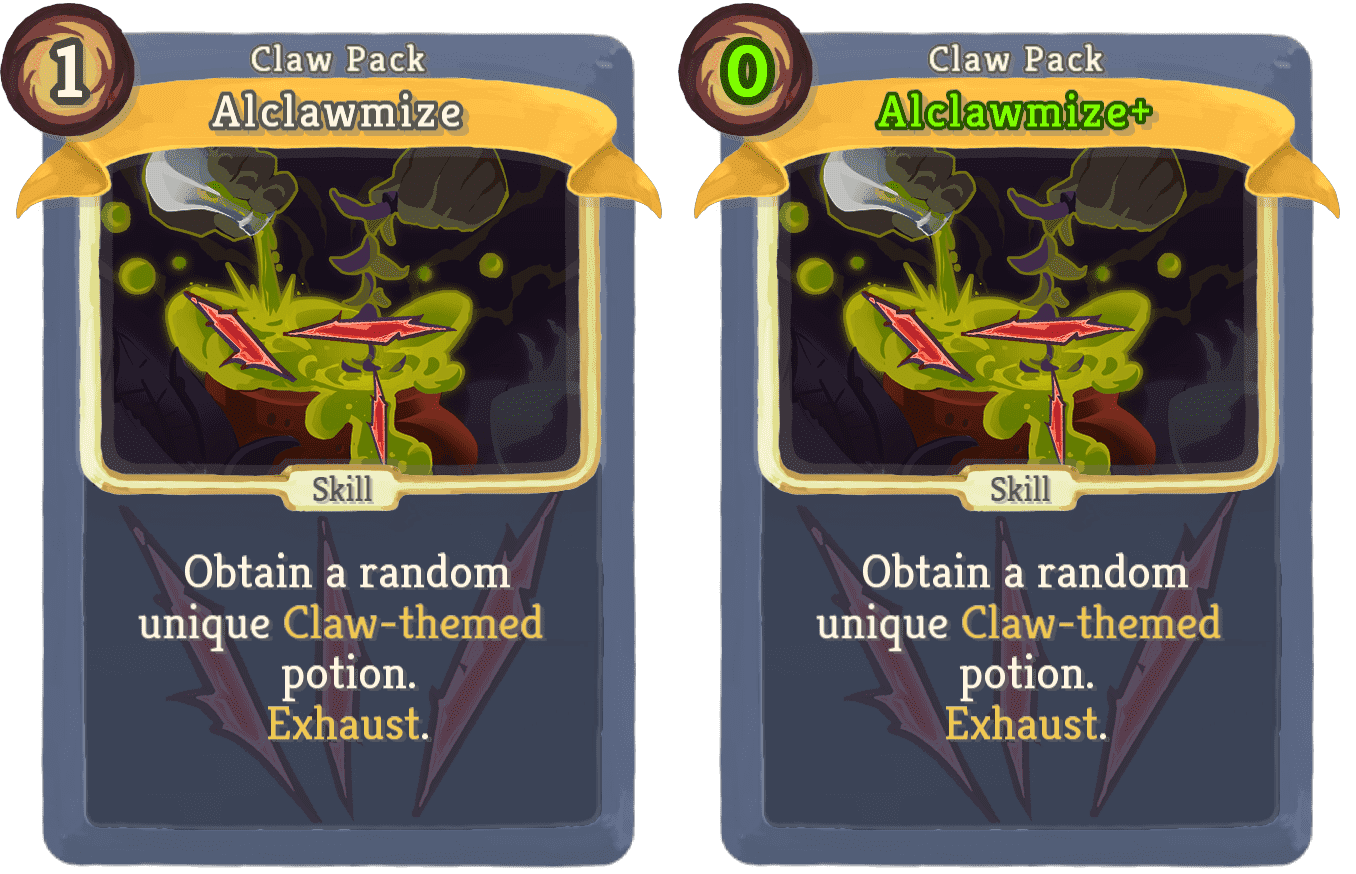 1
Claw Pack
Alclawmize
Skill
Obtain a random
unique Claw-themed
potion.
Exhaust.
0
Claw Pack
Alclawmize+
Skill
Obtain a random
unique Claw-themed
potion.
Exhaust.